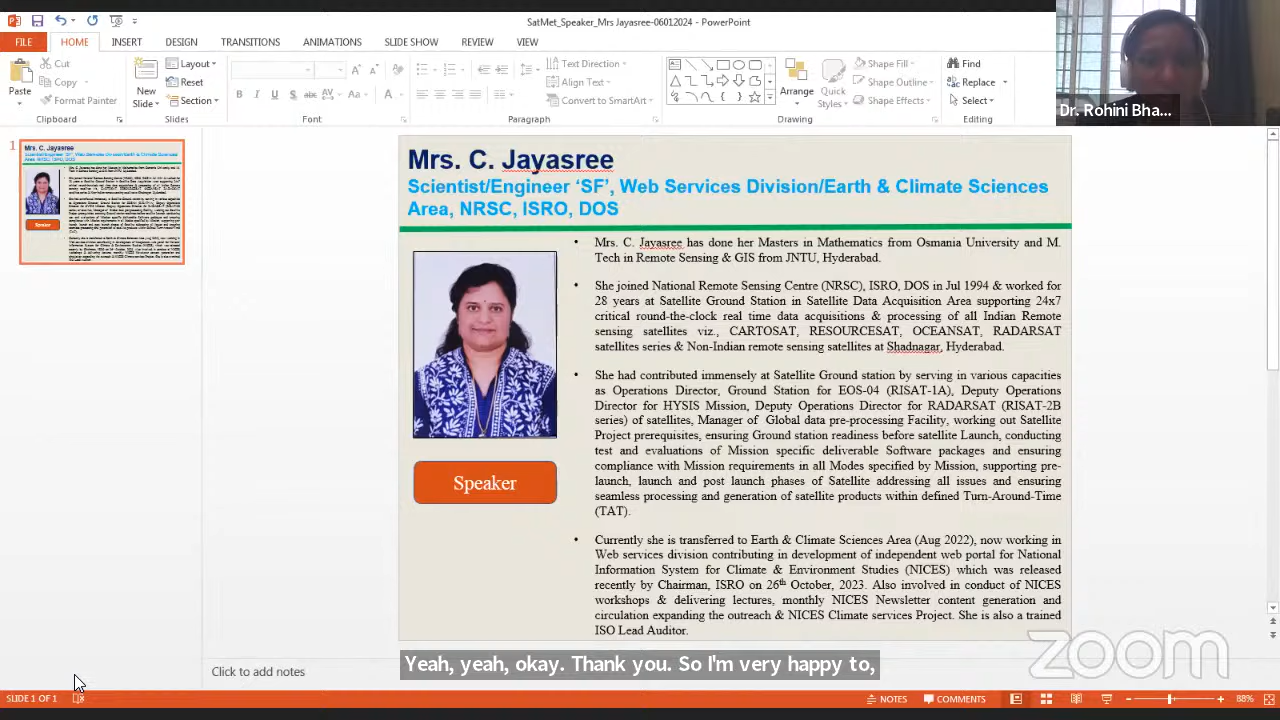 SatMet_Speaker_Mrs Jayasree-06012024 - PowerPoint
FILE HOME INSERT DESIGN TRANSITIONS ANIMATIONS SLIDE SHOW REVIEW VIEW
Paste
Cut
Copy
Format Painter
Clipboard
New Slide
Layout
Reset
Section
Slides
Font
Text Direction
Align Text
Convert to SmartArt
Paragraph
Arrange
Quick Styles
Shape Fill
Shape Outline
Shape Effects
Drawing
Find
Replace
Select
Editing
Dr. Rohini Bha...
1
Mrs. C. Jayasree
Scientist/Engineer ‘SF’, Web Services Division/Earth & Climate Sciences
Area, NRSC, ISRO, DOS
Speaker
• Mrs. C. Jayasree has done her Masters in Mathematics from Osmania University and M.
Tech in Remote Sensing & GIS from JNTU, Hyderabad.
• She joined National Remote Sensing Centre (NRSC), ISRO, DOS in Jul 1994 & worked for
28 years at Satellite Ground Station in Satellite Data Acquisition Area supporting 24x7
critical round-the-clock real time data acquisitions & processing of all Indian Remote
sensing satellites viz., CARTOSAT, RESOURCESAT, OCEANSAT, RADARSAT
satellites series & Non-Indian remote sensing satellites at Shadnagar, Hyderabad.
• She had contributed immensely at Satellite Ground station by serving in various capacities
as Operations Director, Ground Station for EOS-04 (RISAT-1A), Deputy Operations
Director for HYSIS Mission, Deputy Operations Director for RADARSAT (RISAT-2B
series) of satellites, Manager of Global data pre-processing Facility, working out Satellite
Project prerequisites, ensuring Ground station readiness before satellite Launch, conducting
test and evaluations of Mission specific deliverable Software packages and ensuring
compliance with Mission requirements in all Modes specified by Mission, supporting pre-
launch, launch and post launch phases of Satellite addressing all issues and ensuring
seamless processing and generation of satellite products within defined Turn-Around-Time
(TAT).
• Currently she is transferred to Earth & Climate Sciences Area (Aug 2022), now working in
Web services division contributing in development of independent web portal for National
Information System for Climate & Environment Studies (NICES) which was released
recently by Chairman, ISRO on 26th October, 2023. Also involved in conduct of NICES
workshops & delivering lectures, monthly NICES Newsletter content generation and
circulation expanding the outreach & NICES Climate services Project. She is also a trained
ISO Lead Auditor.
Yeah, yeah, okay. Thank you. So I'm very happy to,
zoom
Click to add notes
SLIDE 1 OF 1
NOTES
COMMENTS
88%